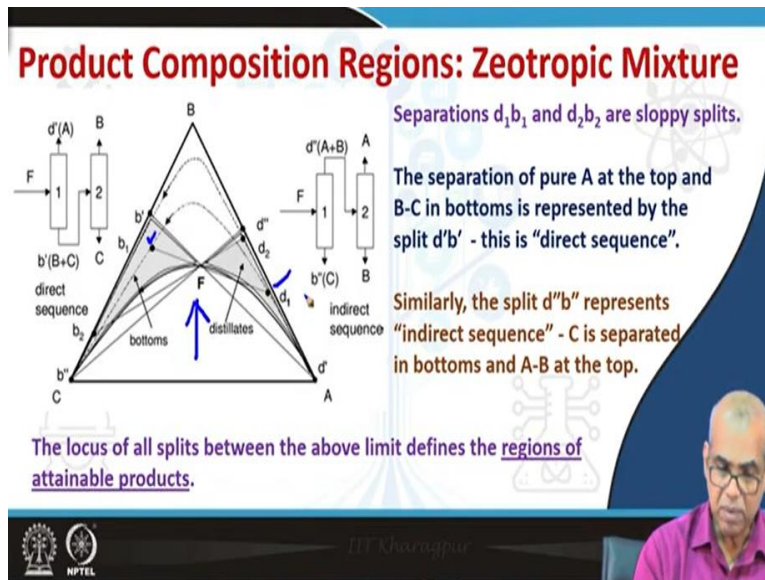 Product Composition Regions: Zeotropic Mixture
d'(A)
B
F
1
2
b'(B+C)
C
direct
sequence
B
b'
b₁
b₂
b"
C
bottoms
F
distillates
d"
d₂
d₁
d'
A
d"(A+B)
A
F
1
2
b"(C)
B
indirect
sequence
Separations d₁b₁ and d₂b₂ are sloppy splits.
The separation of pure A at the top and
B-C in bottoms is represented by the
split d'b' - this is “direct sequence”.
Similarly, the split d”b” represents
“indirect sequence” - C is separated
in bottoms and A-B at the top.
The locus of all splits between the above limit defines the regions of
attainable products.
NPTEL
IIT Kharagpur